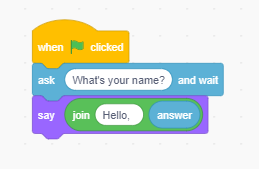 when clicked
ask What's your name? and wait
say join Hello, answer